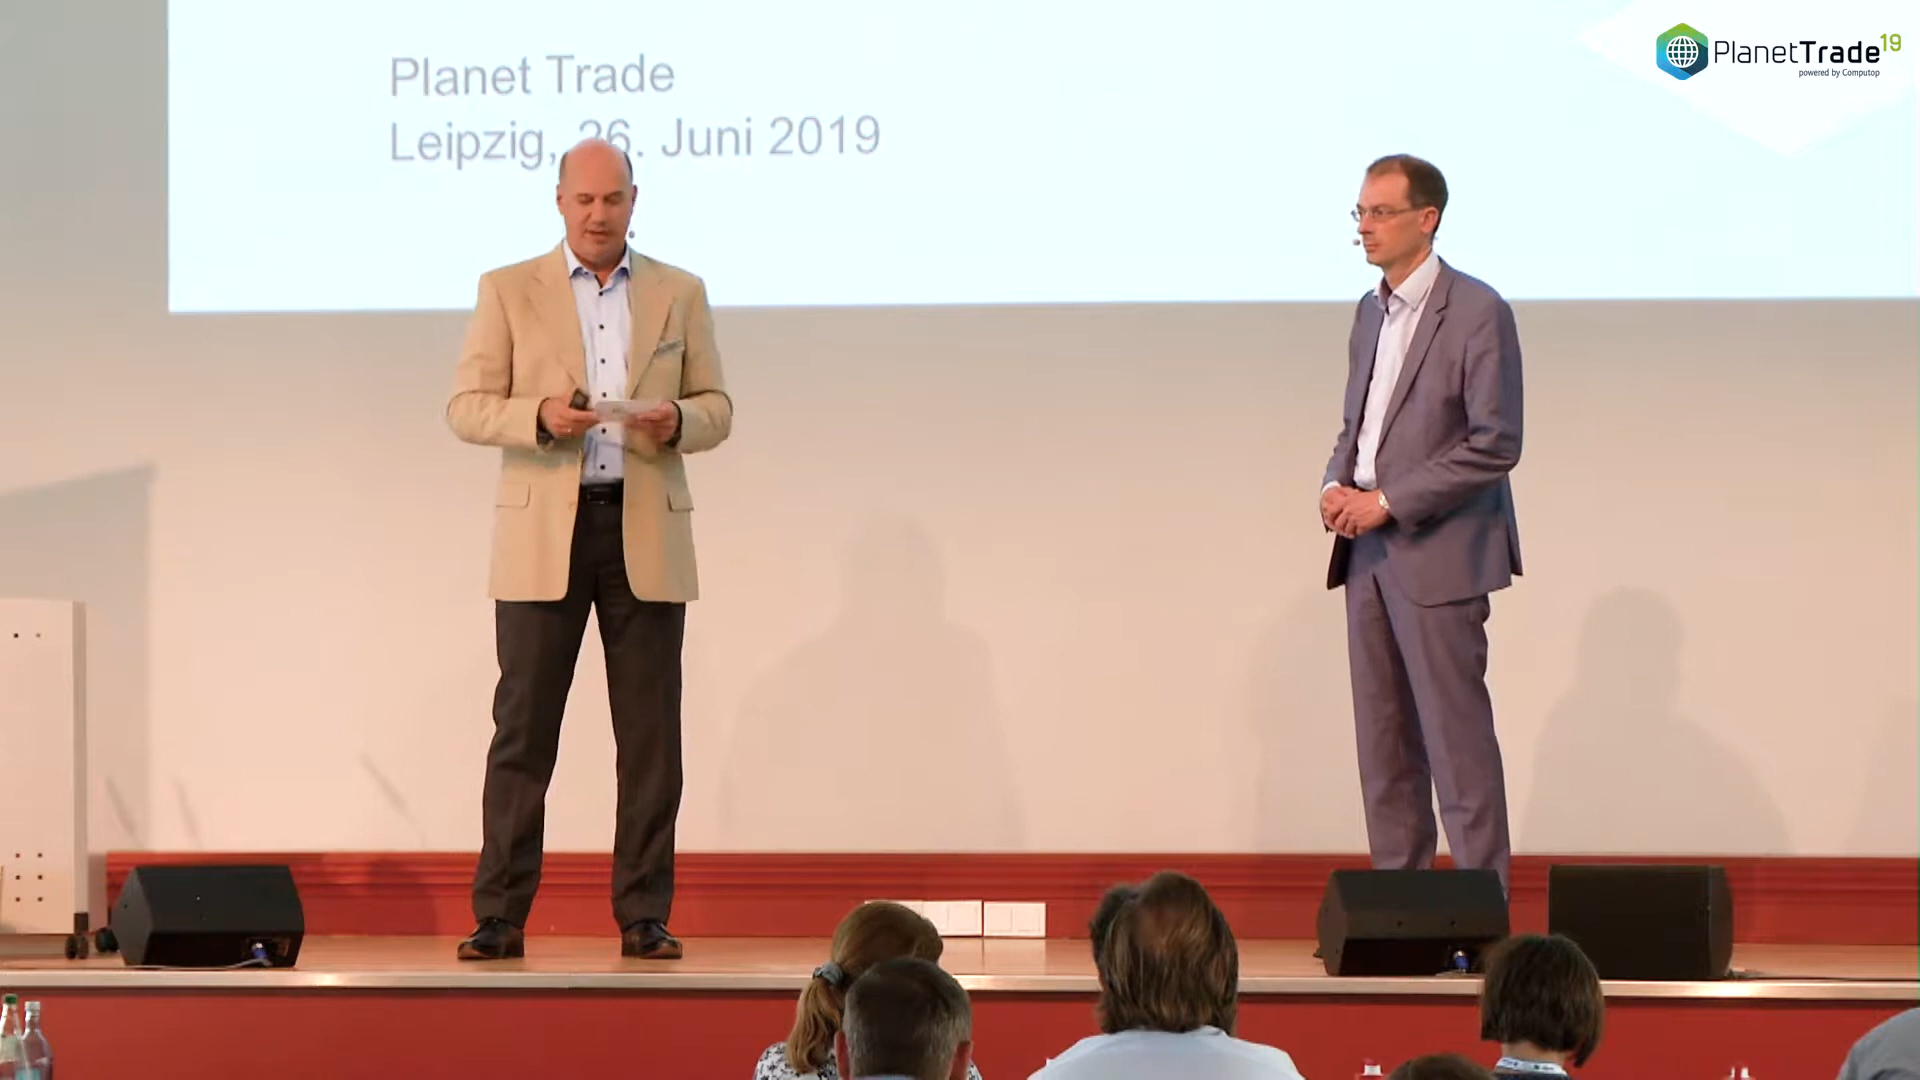 Planet Trade
Leipzig, 26. Juni 2019
PlanetTrade19
powered by Computop